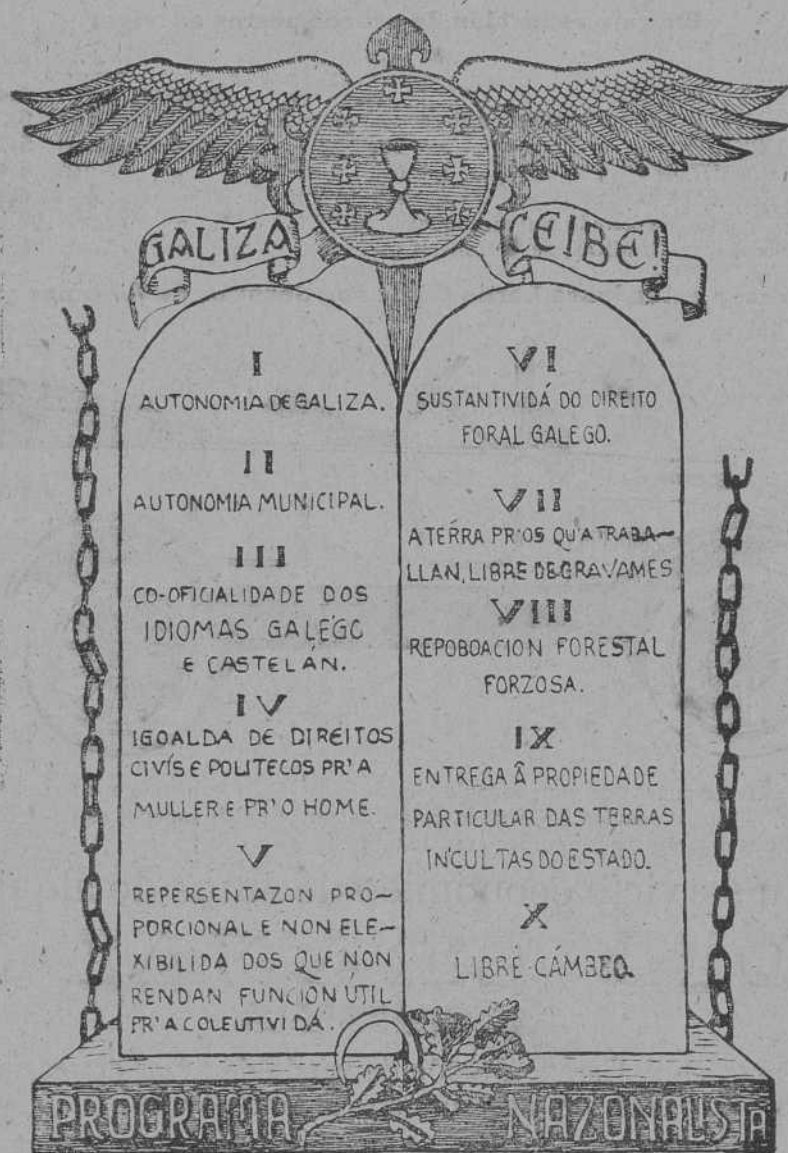 GALIZA CEIBE!
I
AUTONOMIA DE GALIZA.
II
AUTONOMIA MUNICIPAL.
III
CO-OFICIALIDADE DOS
IDIOMAS GALEGO
E CASTELÁN.
IV
IGOALDA DE DIREITOS
CIVÍS E POLITECOS PR'A
MULLER E PR'O HOME.
V
REPERSENTAZON PRO-
PORCIONAL E NON ELE-
XIBILIDA DOS QUE NON
RENDAN FUNCION ÚTIL
PR'A COLEUTIVIDÁ.
VI
SUSTANTIVIDÁ DO DIREITO
FORAL GALEGO.
VII
A TERRA PR'OS QU'A TRABA-
LLAN, LIBRE DE GRAVAMES
VIII
REPOBOACION FORESTAL
FORZOSA.
IX
ENTREGA Â PROPIEDADE
PARTICULAR DAS TERRAS
INCULTAS DO ESTADO.
X
LIBRE-CÁMBEO.
PROGRAMA NAZONALISTA